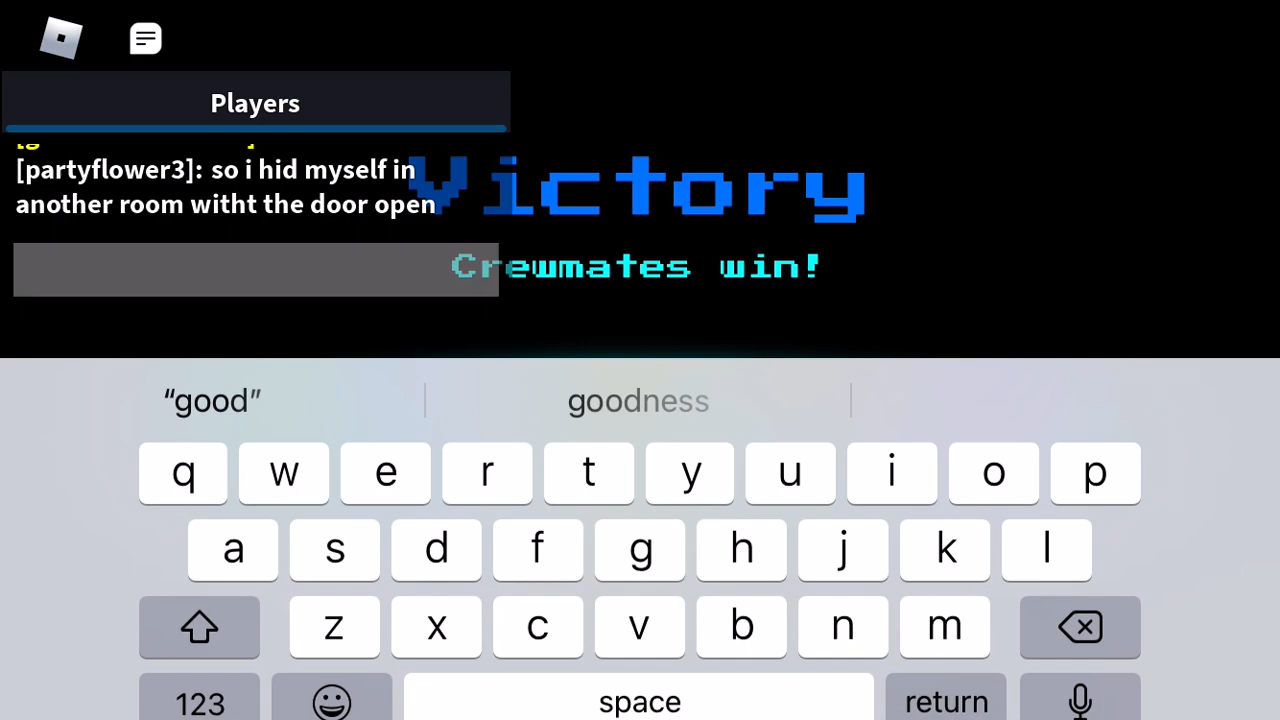 Players
[partyflower3]: so i hid myself in
another room witht the door open
Victory
Crewmates win!
“good” goodness
q w e r t y u i o p
a s d f g h j k l
z x c v b n m
123 space return